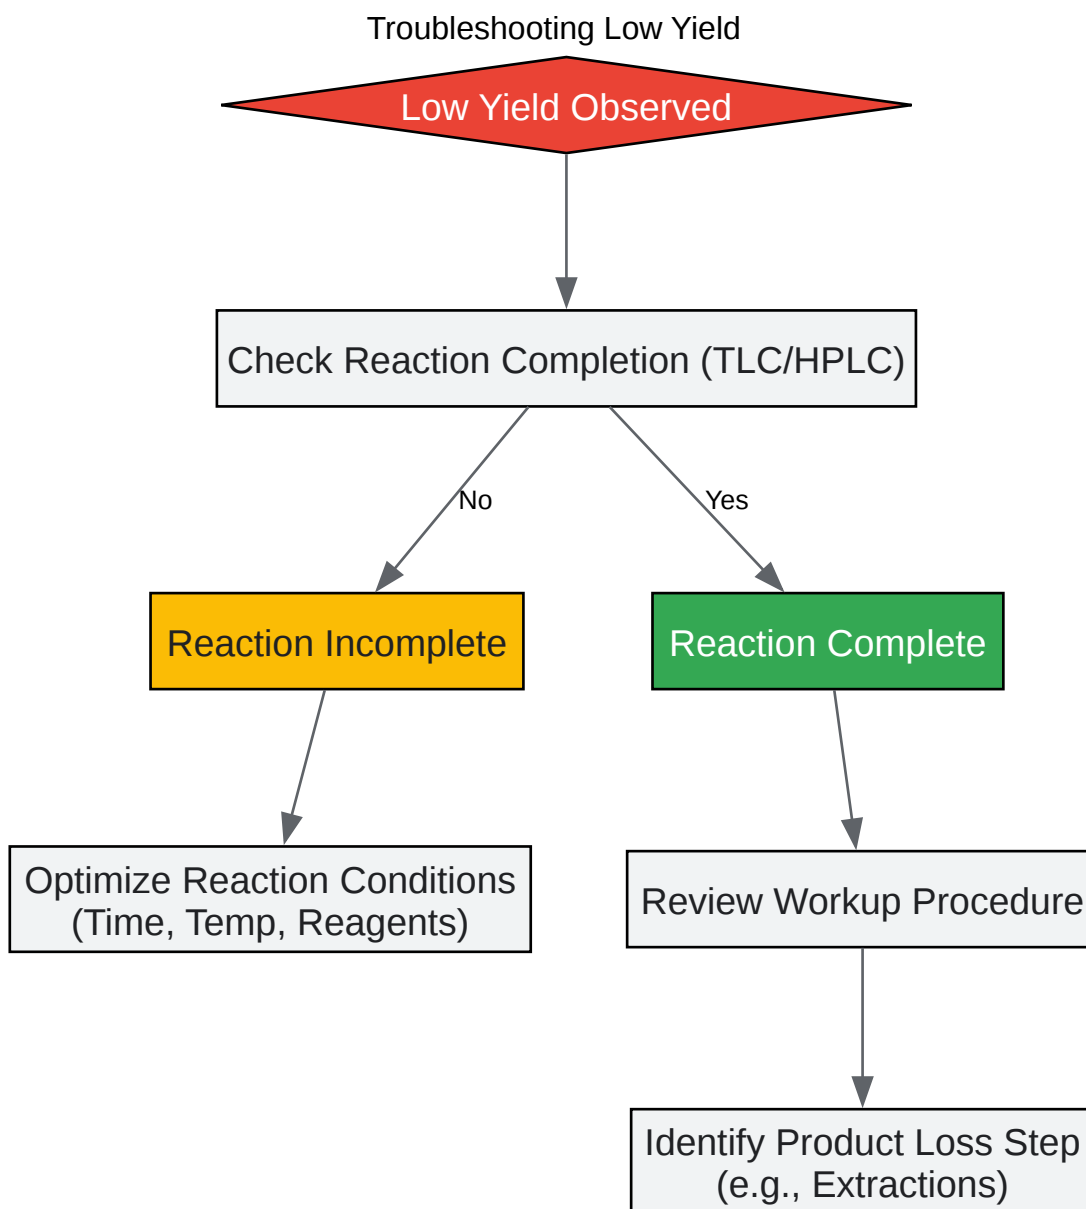 Troubleshooting Low Yield
Low Yield Observed
Check Reaction Completion (TLC/HPLC)
No
Yes
Reaction Incomplete
Reaction Complete
Optimize Reaction Conditions
(Time, Temp, Reagents)
Review Workup Procedure
Identify Product Loss Step
(e.g., Extractions)